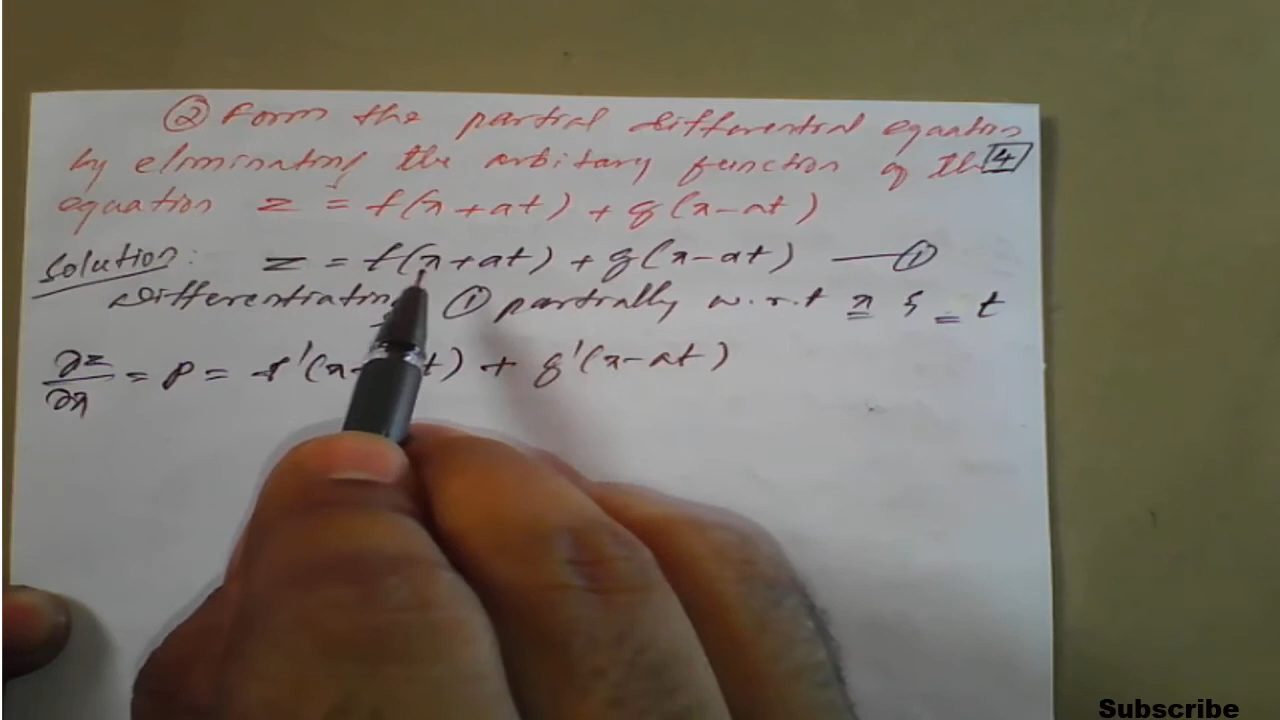 ② Form the partial differential equation
by eliminating the arbitary function of the [4]
equation z = f(x+at) + g(x-at)
Solution: z = f(x+at) + g(x-at) —①
Differentiating ① partially w.r.t x & t
∂z/∂x = p = f'(x+ t) + g'(x-at)
Subscribe